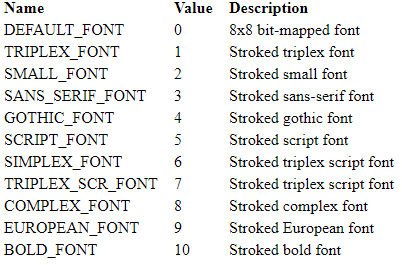 Name Value Description
DEFAULT_FONT 0 8x8 bit-mapped font
TRIPLEX_FONT 1 Stroked triplex font
SMALL_FONT 2 Stroked small font
SANS_SERIF_FONT 3 Stroked sans-serif font
GOTHIC_FONT 4 Stroked gothic font
SCRIPT_FONT 5 Stroked script font
SIMPLEX_FONT 6 Stroked triplex script font
TRIPLEX_SCR_FONT 7 Stroked triplex script font
COMPLEX_FONT 8 Stroked complex font
EUROPEAN_FONT 9 Stroked European font
BOLD_FONT 10 Stroked bold font